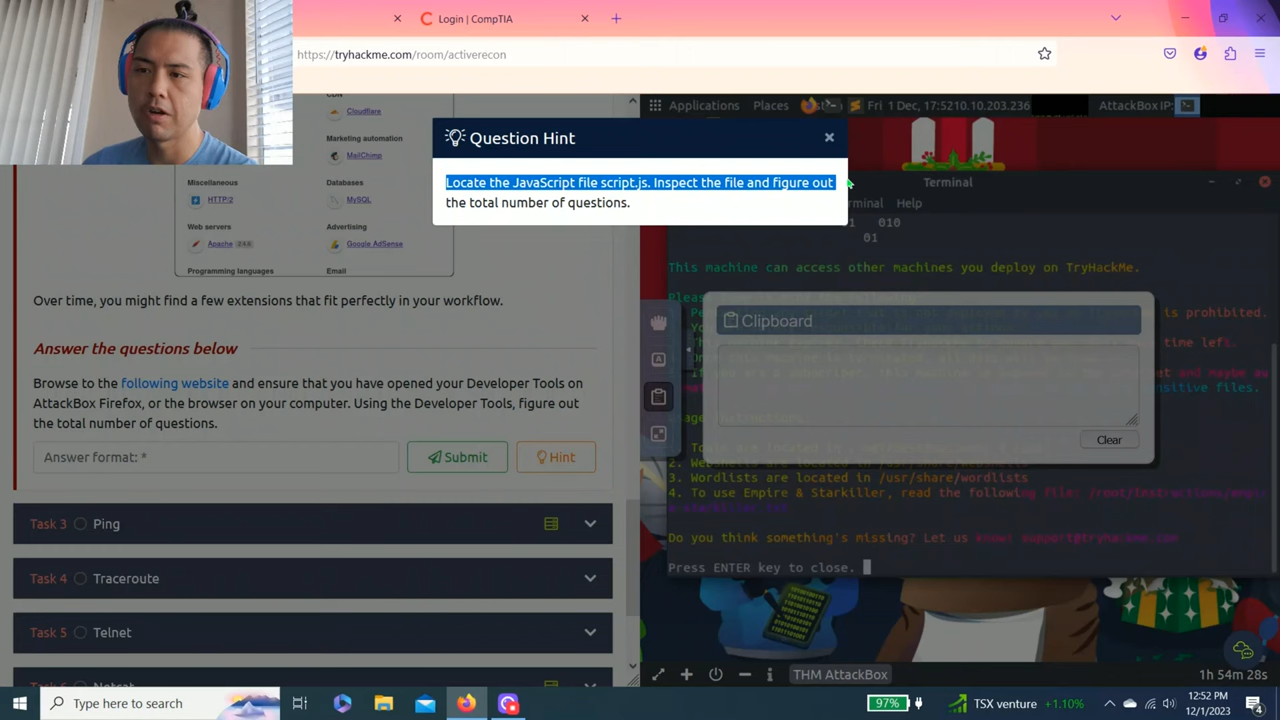 Login | CompTIA
https://tryhackme.com/room/activerecon
CDN
Cloudflare
Marketing automation
MailChimp
Miscellaneous
Databases
HTTP/2
MySQL
Web servers
Advertising
Apache 2.4.6
Google AdSense
Programming languages
Email
Over time, you might find a few extensions that fit perfectly in your workflow.
Answer the questions below
Browse to the following website and ensure that you have opened your Developer Tools on
AttackBox Firefox, or the browser on your computer. Using the Developer Tools, figure out
the total number of questions.
Answer format: *
Submit
Hint
Task 3 Ping
Task 4 Traceroute
Task 5 Telnet
Question Hint
Locate the JavaScript file script.js. Inspect the file and figure out
the total number of questions.
Applications Places
Fri 1 Dec, 17:52
10.10.203.236
AttackBox IP:
Terminal
Help
010
01
This machine can access other machines you deploy on TryHackMe.
is prohibited.
Clipboard
Clear
3. Wordlists are located in /usr/share/wordlists
4. To use Empire & Starkiller, read the following file:
Do you think something's missing? Let us know! support@tryhackme.com
Press ENTER key to close.
THM AttackBox
1h 54m 28s
Type here to search
97%
TSX venture +1.10%
12:52 PM
12/1/2023
4